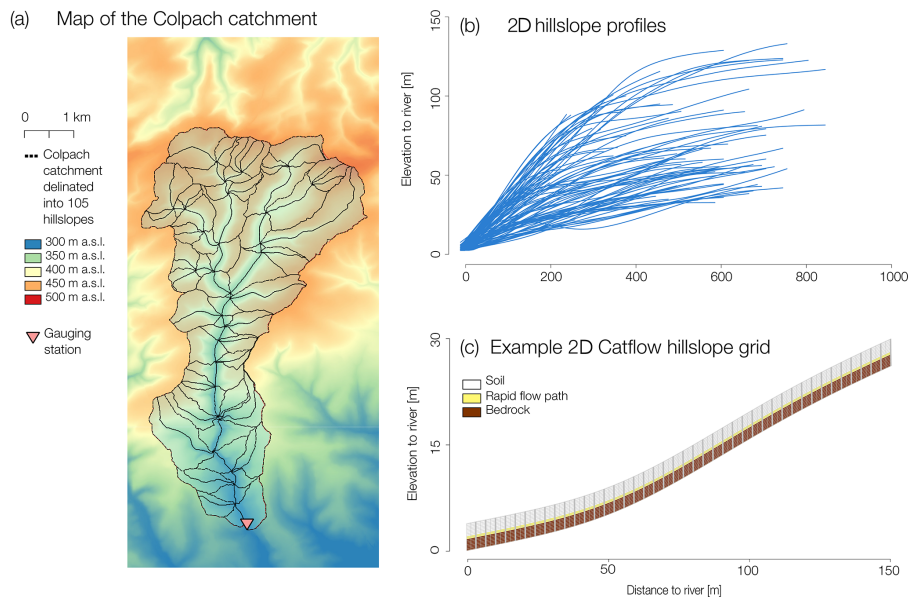 (a) Map of the Colpach catchment
0 1 km
Colpach
catchment
delinated
into 105
hillslopes
300 m a.s.l.
350 m a.s.l.
400 m a.s.l.
450 m a.s.l.
500 m a.s.l.
Gauging
station
(b) 2D hillslope profiles
Elevation to river [m]
150
100
50
0
0 200 400 600 800 1000
(c) Example 2D Catflow hillslope grid
Soil
Rapid flow path
Bedrock
Elevation to river [m]
30
15
0
0 50 100 150
Distance to river [m]